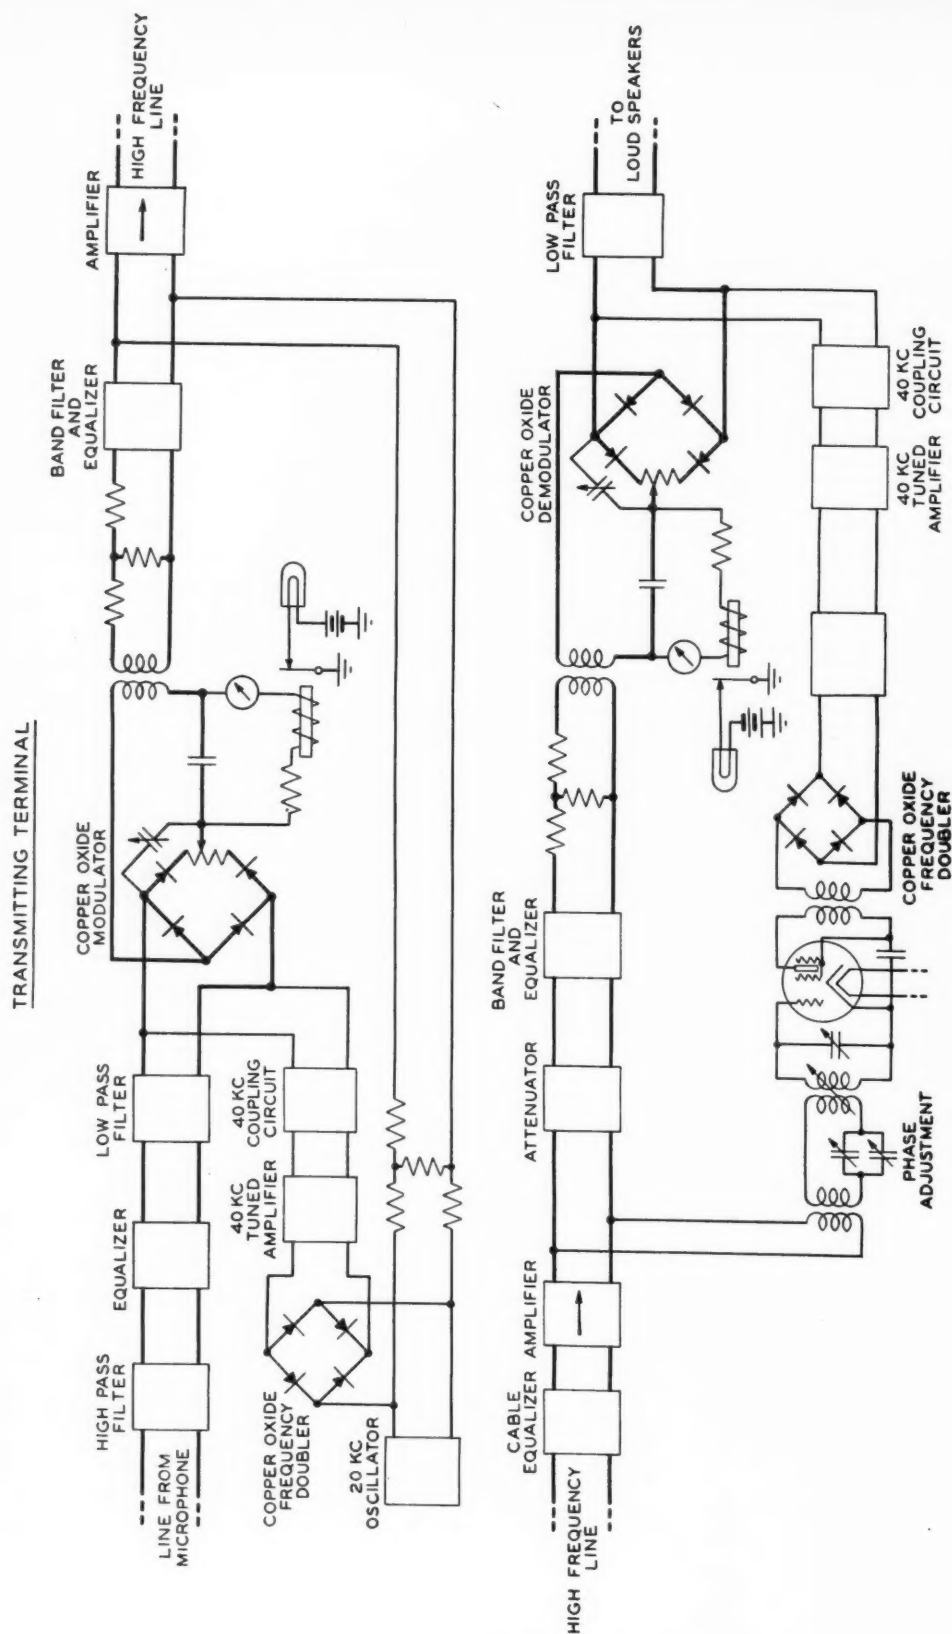 TRANSMITTING TERMINAL
LINE FROM
MICROPHONE
HIGH PASS
FILTER
EQUALIZER
LOW PASS
FILTER
COPPER OXIDE
MODULATOR
BAND FILTER
AND
EQUALIZER
AMPLIFIER
HIGH FREQUENCY
LINE
20 KC
OSCILLATOR
COPPER OXIDE
FREQUENCY
DOUBLER
40 KC
TUNED
AMPLIFIER
40 KC
COUPLING
CIRCUIT
HIGH FREQUENCY
LINE
CABLE
EQUALIZER
AMPLIFIER
ATTENUATOR
BAND FILTER
AND
EQUALIZER
COPPER OXIDE
DEMODULATOR
LOW PASS
FILTER
TO
LOUD SPEAKERS
PHASE
ADJUSTMENT
COPPER OXIDE
FREQUENCY
DOUBLER
40 KC
TUNED
AMPLIFIER
40 KC
COUPLING
CIRCUIT